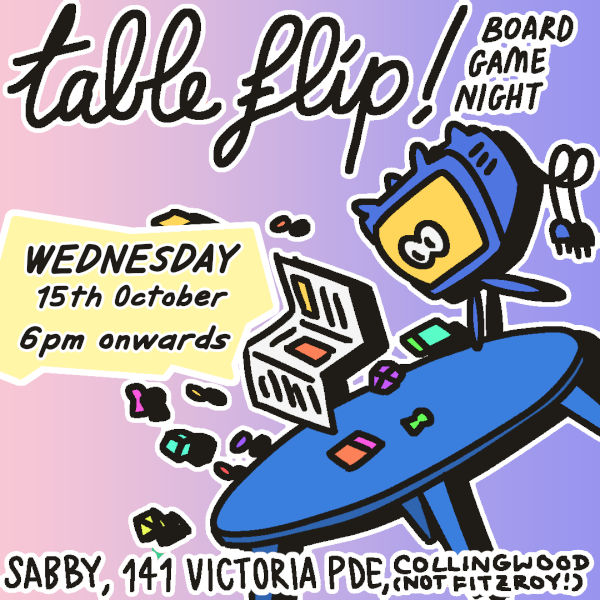 table flip!
BOARD
GAME
NIGHT
WEDNESDAY
15th October
6pm onwards
SABBY, 141 VICTORIA PDE, COLLINGWOOD
(NOT FITZROY!)